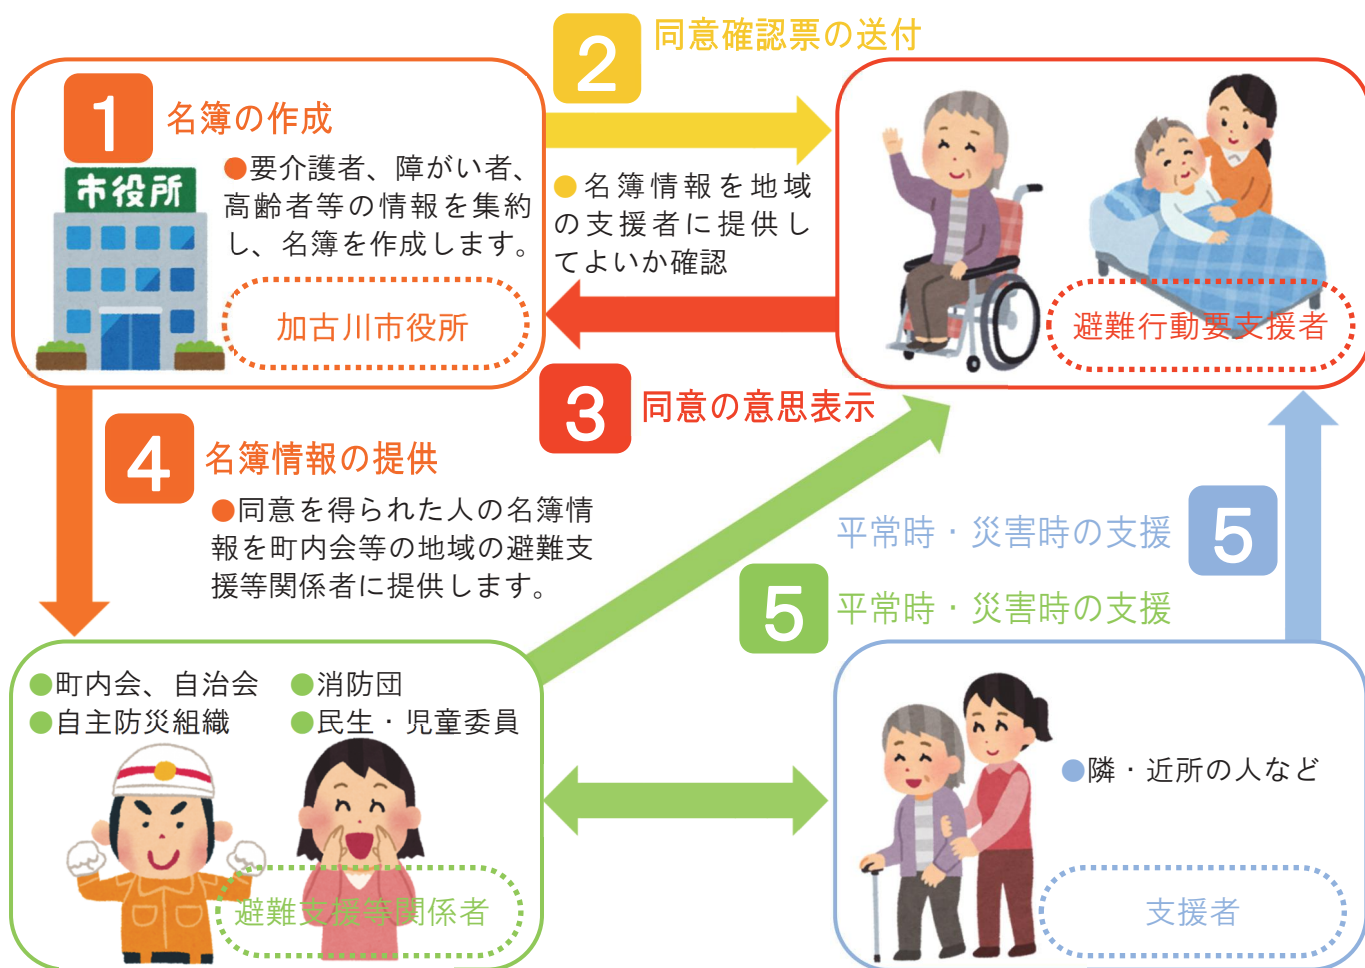 1
名簿の作成
市役所
●要介護者、障がい者、
高齢者等の情報を集約
し、名簿を作成します。
加古川市役所
2
同意確認票の送付
●名簿情報を地域
の支援者に提供し
てよいか確認
避難行動要支援者
3
同意の意思表示
4
名簿情報の提供
●同意を得られた人の名簿情
報を町内会等の地域の避難支
援等関係者に提供します。
平常時・災害時の支援
5
5
平常時・災害時の支援
●町内会、自治会 ●消防団
●自主防災組織 ●民生・児童委員
避難支援等関係者
●隣・近所の人など
支援者